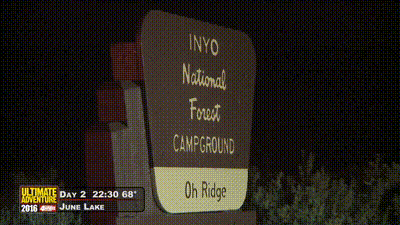 INYO
National
Forest
CAMPGROUND
Oh Ridge
ULTIMATE
ADVENTURE
2016
DAY 2 22:30 68°
JUNE LAKE